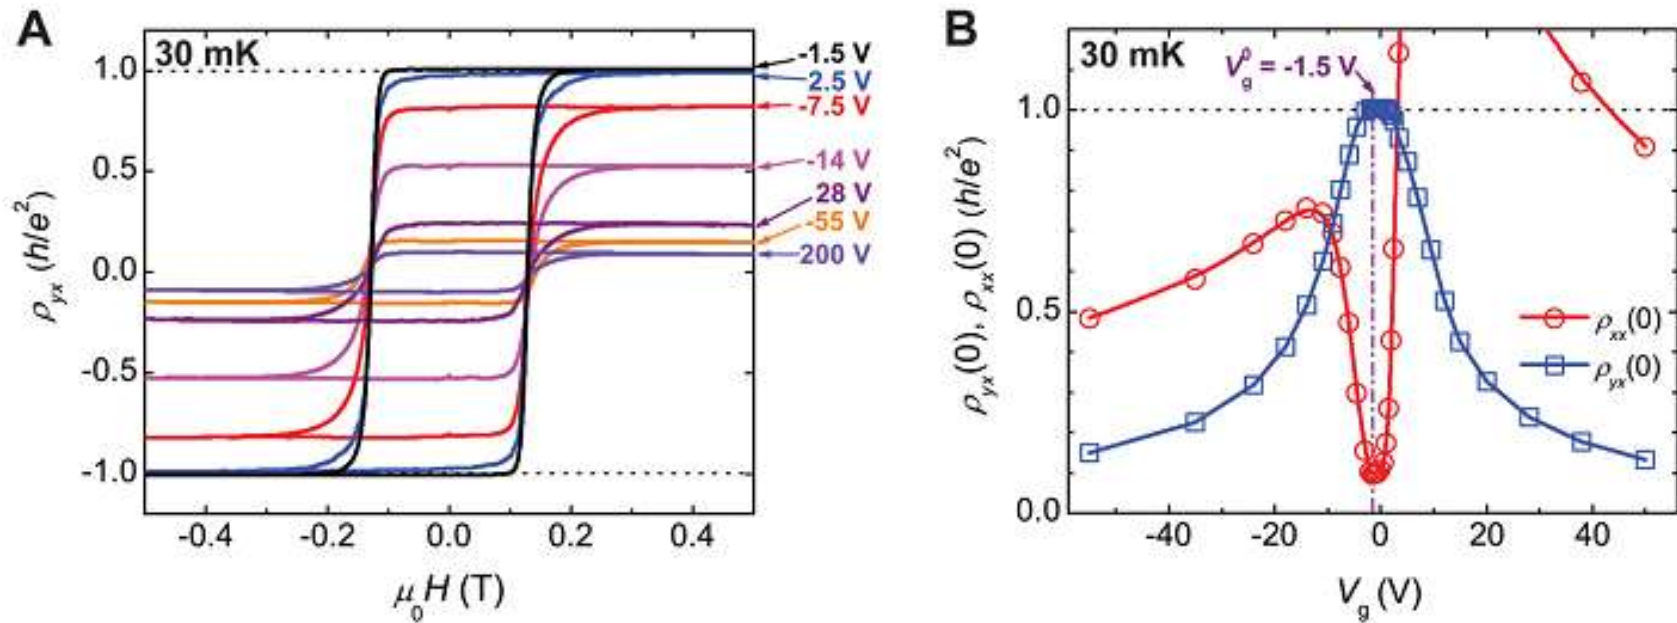 A
30 mK
1.0
0.5
0.0
-0.5
-1.0
ρyx (h/e²)
-0.4 -0.2 0.0 0.2 0.4
μ₀H (T)
-1.5 V
2.5 V
-7.5 V
-14 V
28 V
-55 V
200 V
B
30 mK
V⁰g = -1.5 V
1.0
0.5
0.0
ρyx(0), ρxx(0) (h/e²)
ρxx(0)
ρyx(0)
-40 -20 0 20 40
Vg (V)